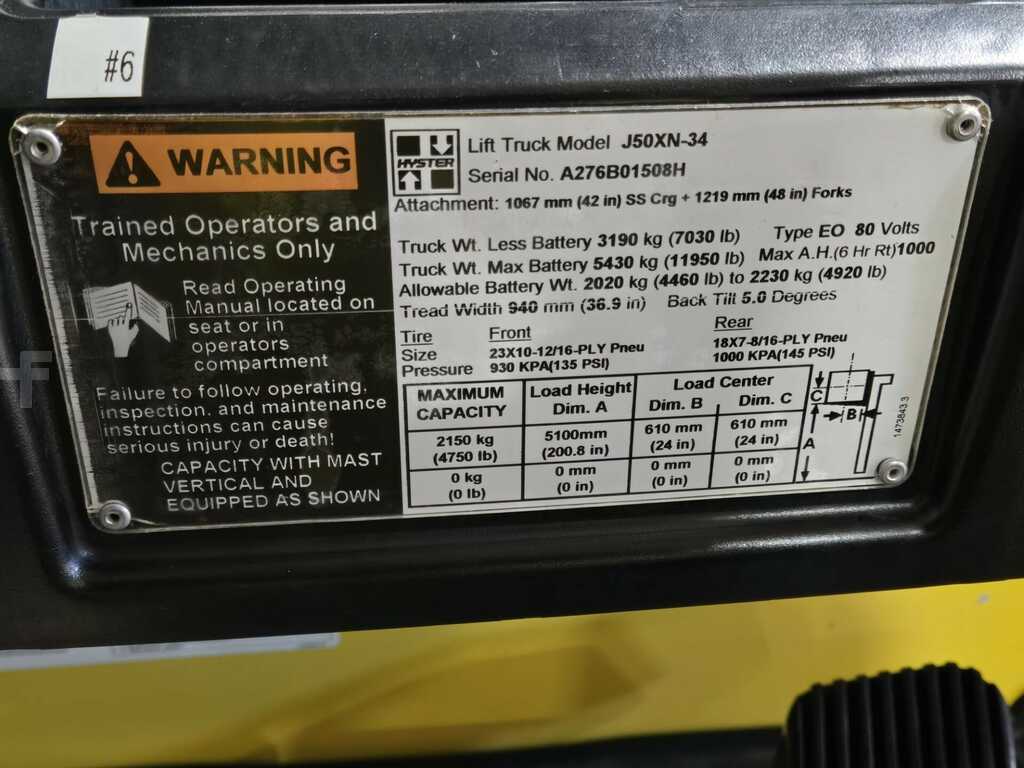 #6
WARNING
Trained Operators and
Mechanics Only
Read Operating
Manual located on
seat or in
operators
compartment
Failure to follow operating,
inspection, and maintenance
instructions can cause
serious injury or death!
CAPACITY WITH MAST
VERTICAL AND
EQUIPPED AS SHOWN
HYSTER
Lift Truck Model J50XN-34
Serial No. A276B01508H
Attachment: 1067 mm (42 in) SS Crg + 1219 mm (48 in) Forks
Truck Wt. Less Battery 3190 kg (7030 lb) Type EO 80 Volts
Truck Wt. Max Battery 5430 kg (11950 lb) Max A.H.(6 Hr Rt)1000
Allowable Battery Wt. 2020 kg (4460 lb) to 2230 kg (4920 lb)
Tread Width 940 mm (36.9 in) Back Tilt 5.0 Degrees
Tire Front Rear
Size 23X10-12/16-PLY Pneu 18X7-8/16-PLY Pneu
Pressure 930 KPA(135 PSI) 1000 KPA(145 PSI)
MAXIMUM CAPACITY Load Height Dim. A Load Center Dim. B Dim. C
2150 kg 5100mm 610 mm 610 mm
(4750 lb) (200.8 in) (24 in) (24 in)
0 kg 0 mm 0 mm 0 mm
(0 lb) (0 in) (0 in) (0 in)
C
B
A
1473843 3